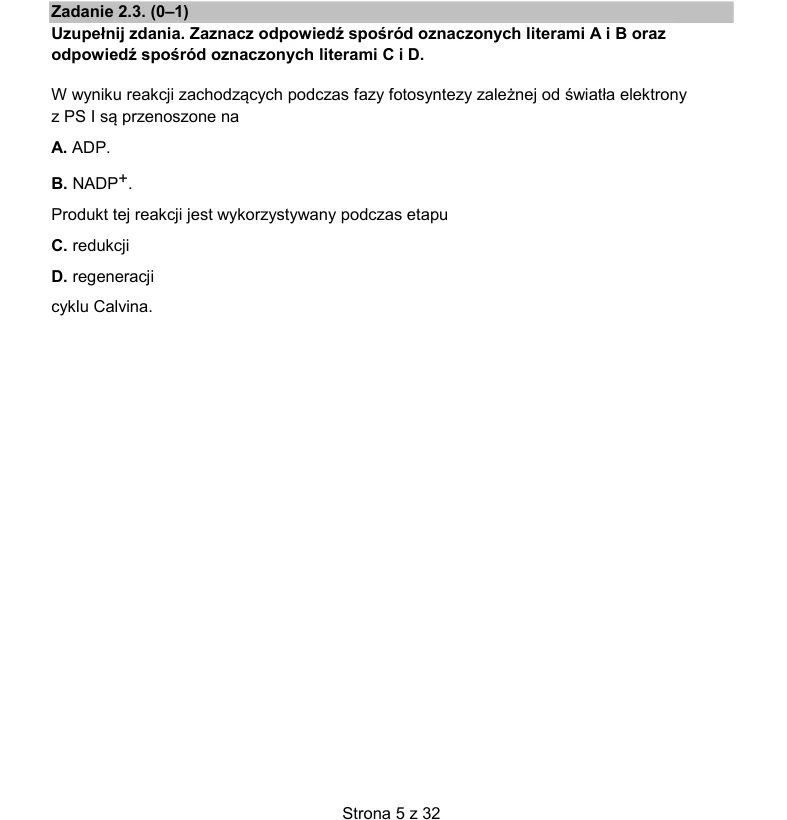 Zadanie 2.3. (0–1)
Uzupełnij zdania. Zaznacz odpowiedź spośród oznaczonych literami A i B oraz
odpowiedź spośród oznaczonych literami C i D.
W wyniku reakcji zachodzących podczas fazy fotosyntezy zależnej od światła elektrony
z PS I są przenoszone na
A. ADP.
B. NADP⁺.
Produkt tej reakcji jest wykorzystywany podczas etapu
C. redukcji
D. regeneracji
cyklu Calvina.
Strona 5 z 32